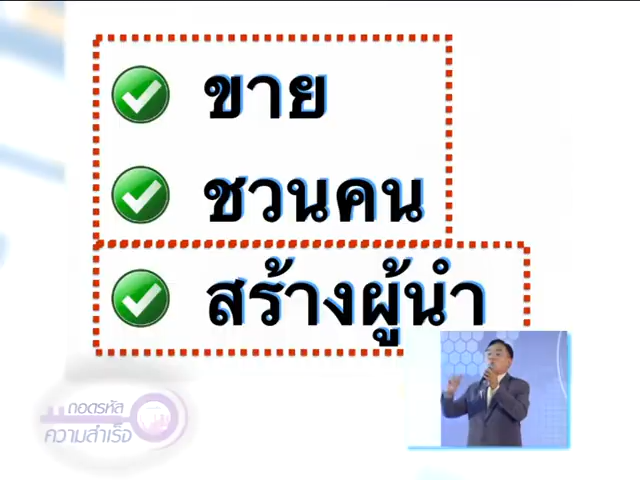 ขาย
ชวนคน
สร้างผู้นำ
ถอดรหัส
ความสำเร็จ